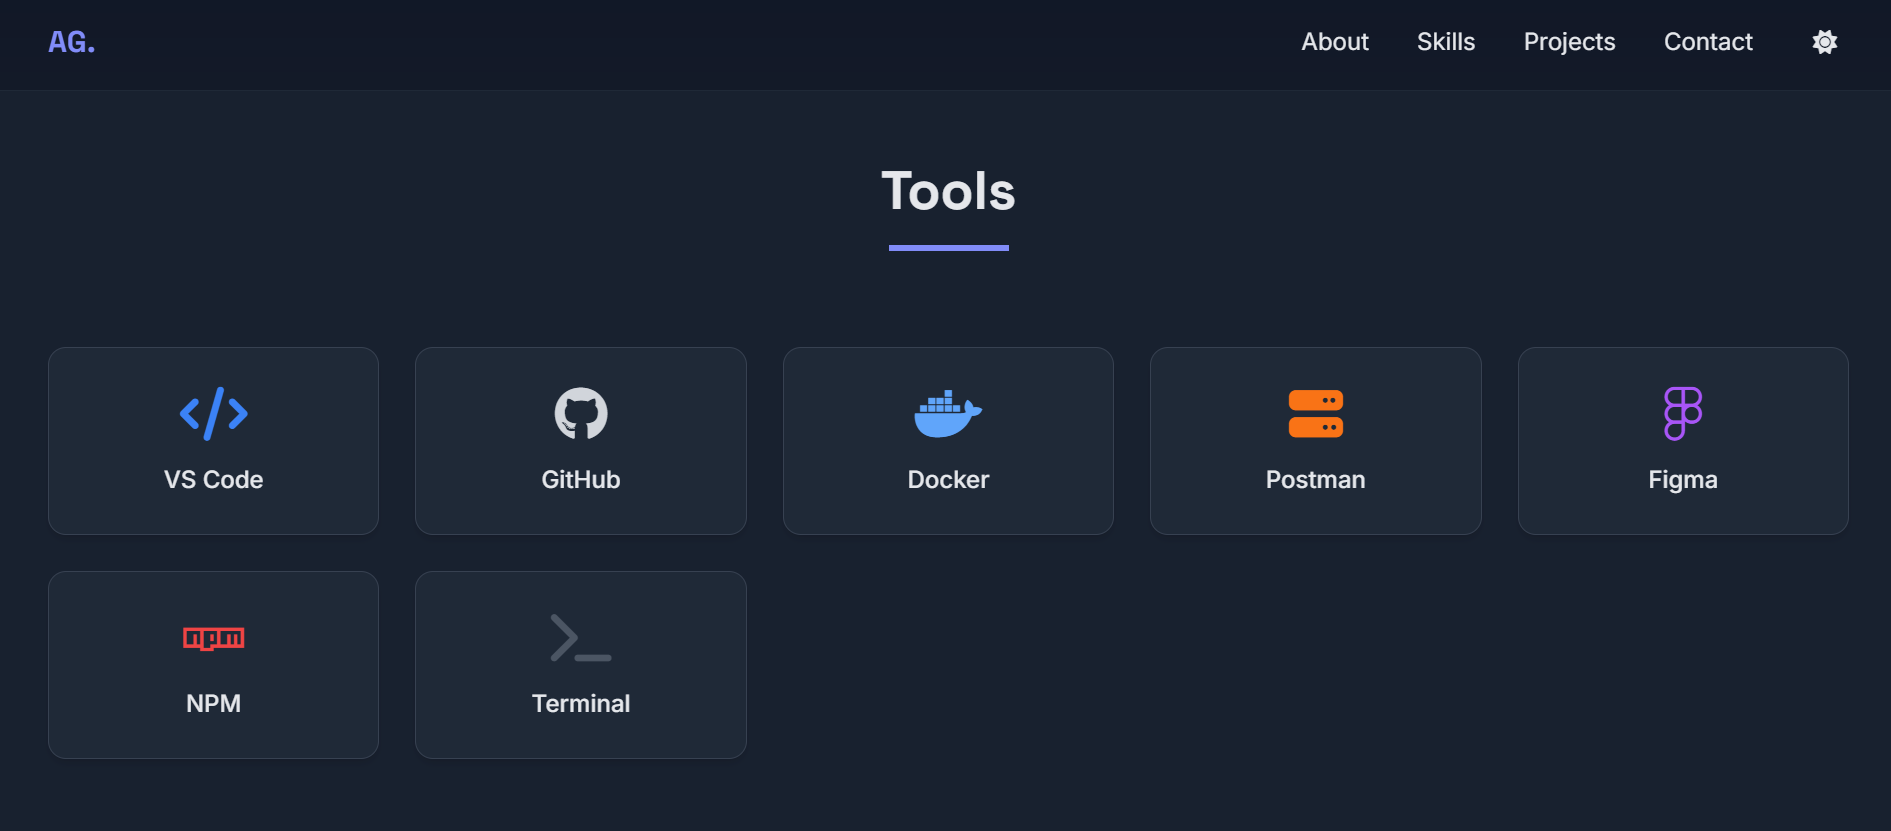 AG.
About Skills Projects Contact
Tools
VS Code
GitHub
Docker
Postman
Figma
npm
NPM
Terminal